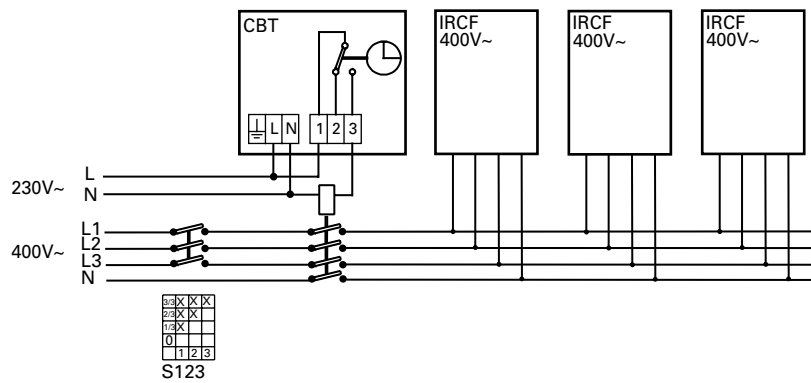 CBT
IRCF
400V~
IRCF
400V~
IRCF
400V~
L N 1 2 3
L
230V~
N
L1
L2
400V~
L3
N
3/3 X X X
2/3 X X
1/3 X
0
1 2 3
S123